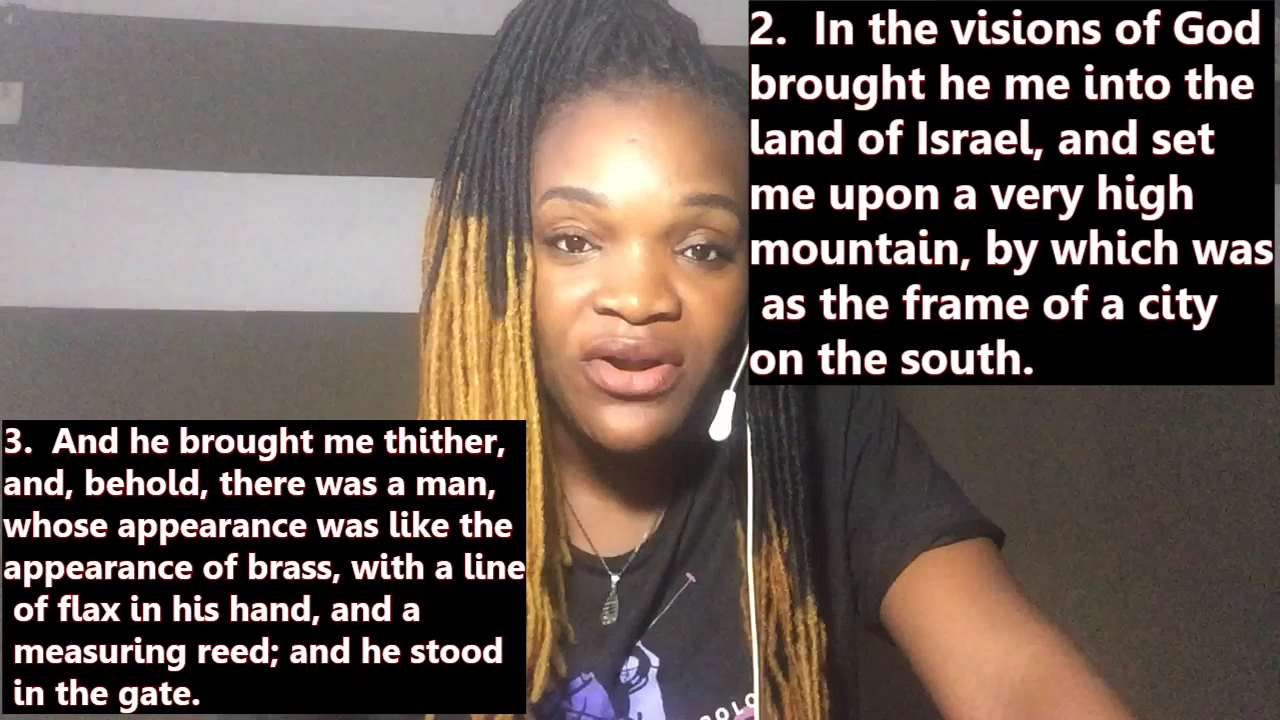 2.  In the visions of God
brought he me into the
land of Israel, and set
me upon a very high
mountain, by which was
as the frame of a city
on the south.
3.  And he brought me thither,
and, behold, there was a man,
whose appearance was like the
appearance of brass, with a line
of flax in his hand, and a
measuring reed; and he stood
in the gate.